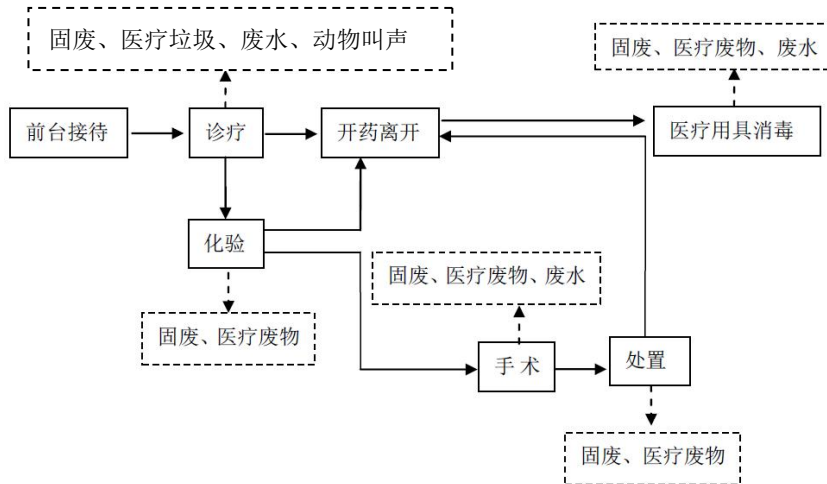 固废、医疗垃圾、废水、动物叫声
固废、医疗废物、废水
前台接待
诊疗
开药离开
医疗用具消毒
化验
固废、医疗废物、废水
固废、医疗废物
手 术
处置
固废、医疗废物